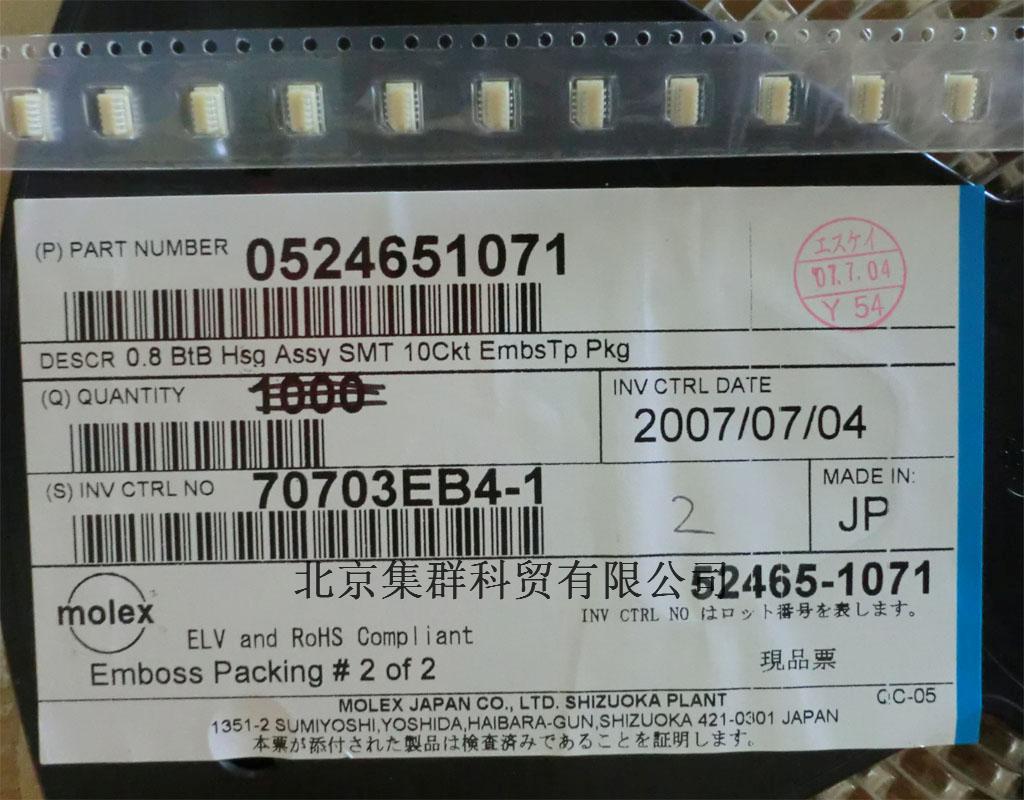 (P) PART NUMBER 0524651071
エスケイ
'07.7.04
Y 54
DESCR 0.8 BtB Hsg Assy SMT 10Ckt EmbsTp Pkg
(Q) QUANTITY 1000
INV CTRL DATE
2007/07/04
(S) INV CTRL NO 70703EB4-1
2
MADE IN:
JP
北京集群科贸有限公司
52465-1071
molex
INV CTRL NO はロット番号を表します。
ELV and RoHS Compliant
Emboss Packing # 2 of 2
現品票
MOLEX JAPAN CO., LTD. SHIZUOKA PLANT
QC-05
1351-2 SUMIYOSHI,YOSHIDA,HAIBARA-GUN,SHIZUOKA 421-0301 JAPAN
本票が添付された製品は検査済みであることを証明します。